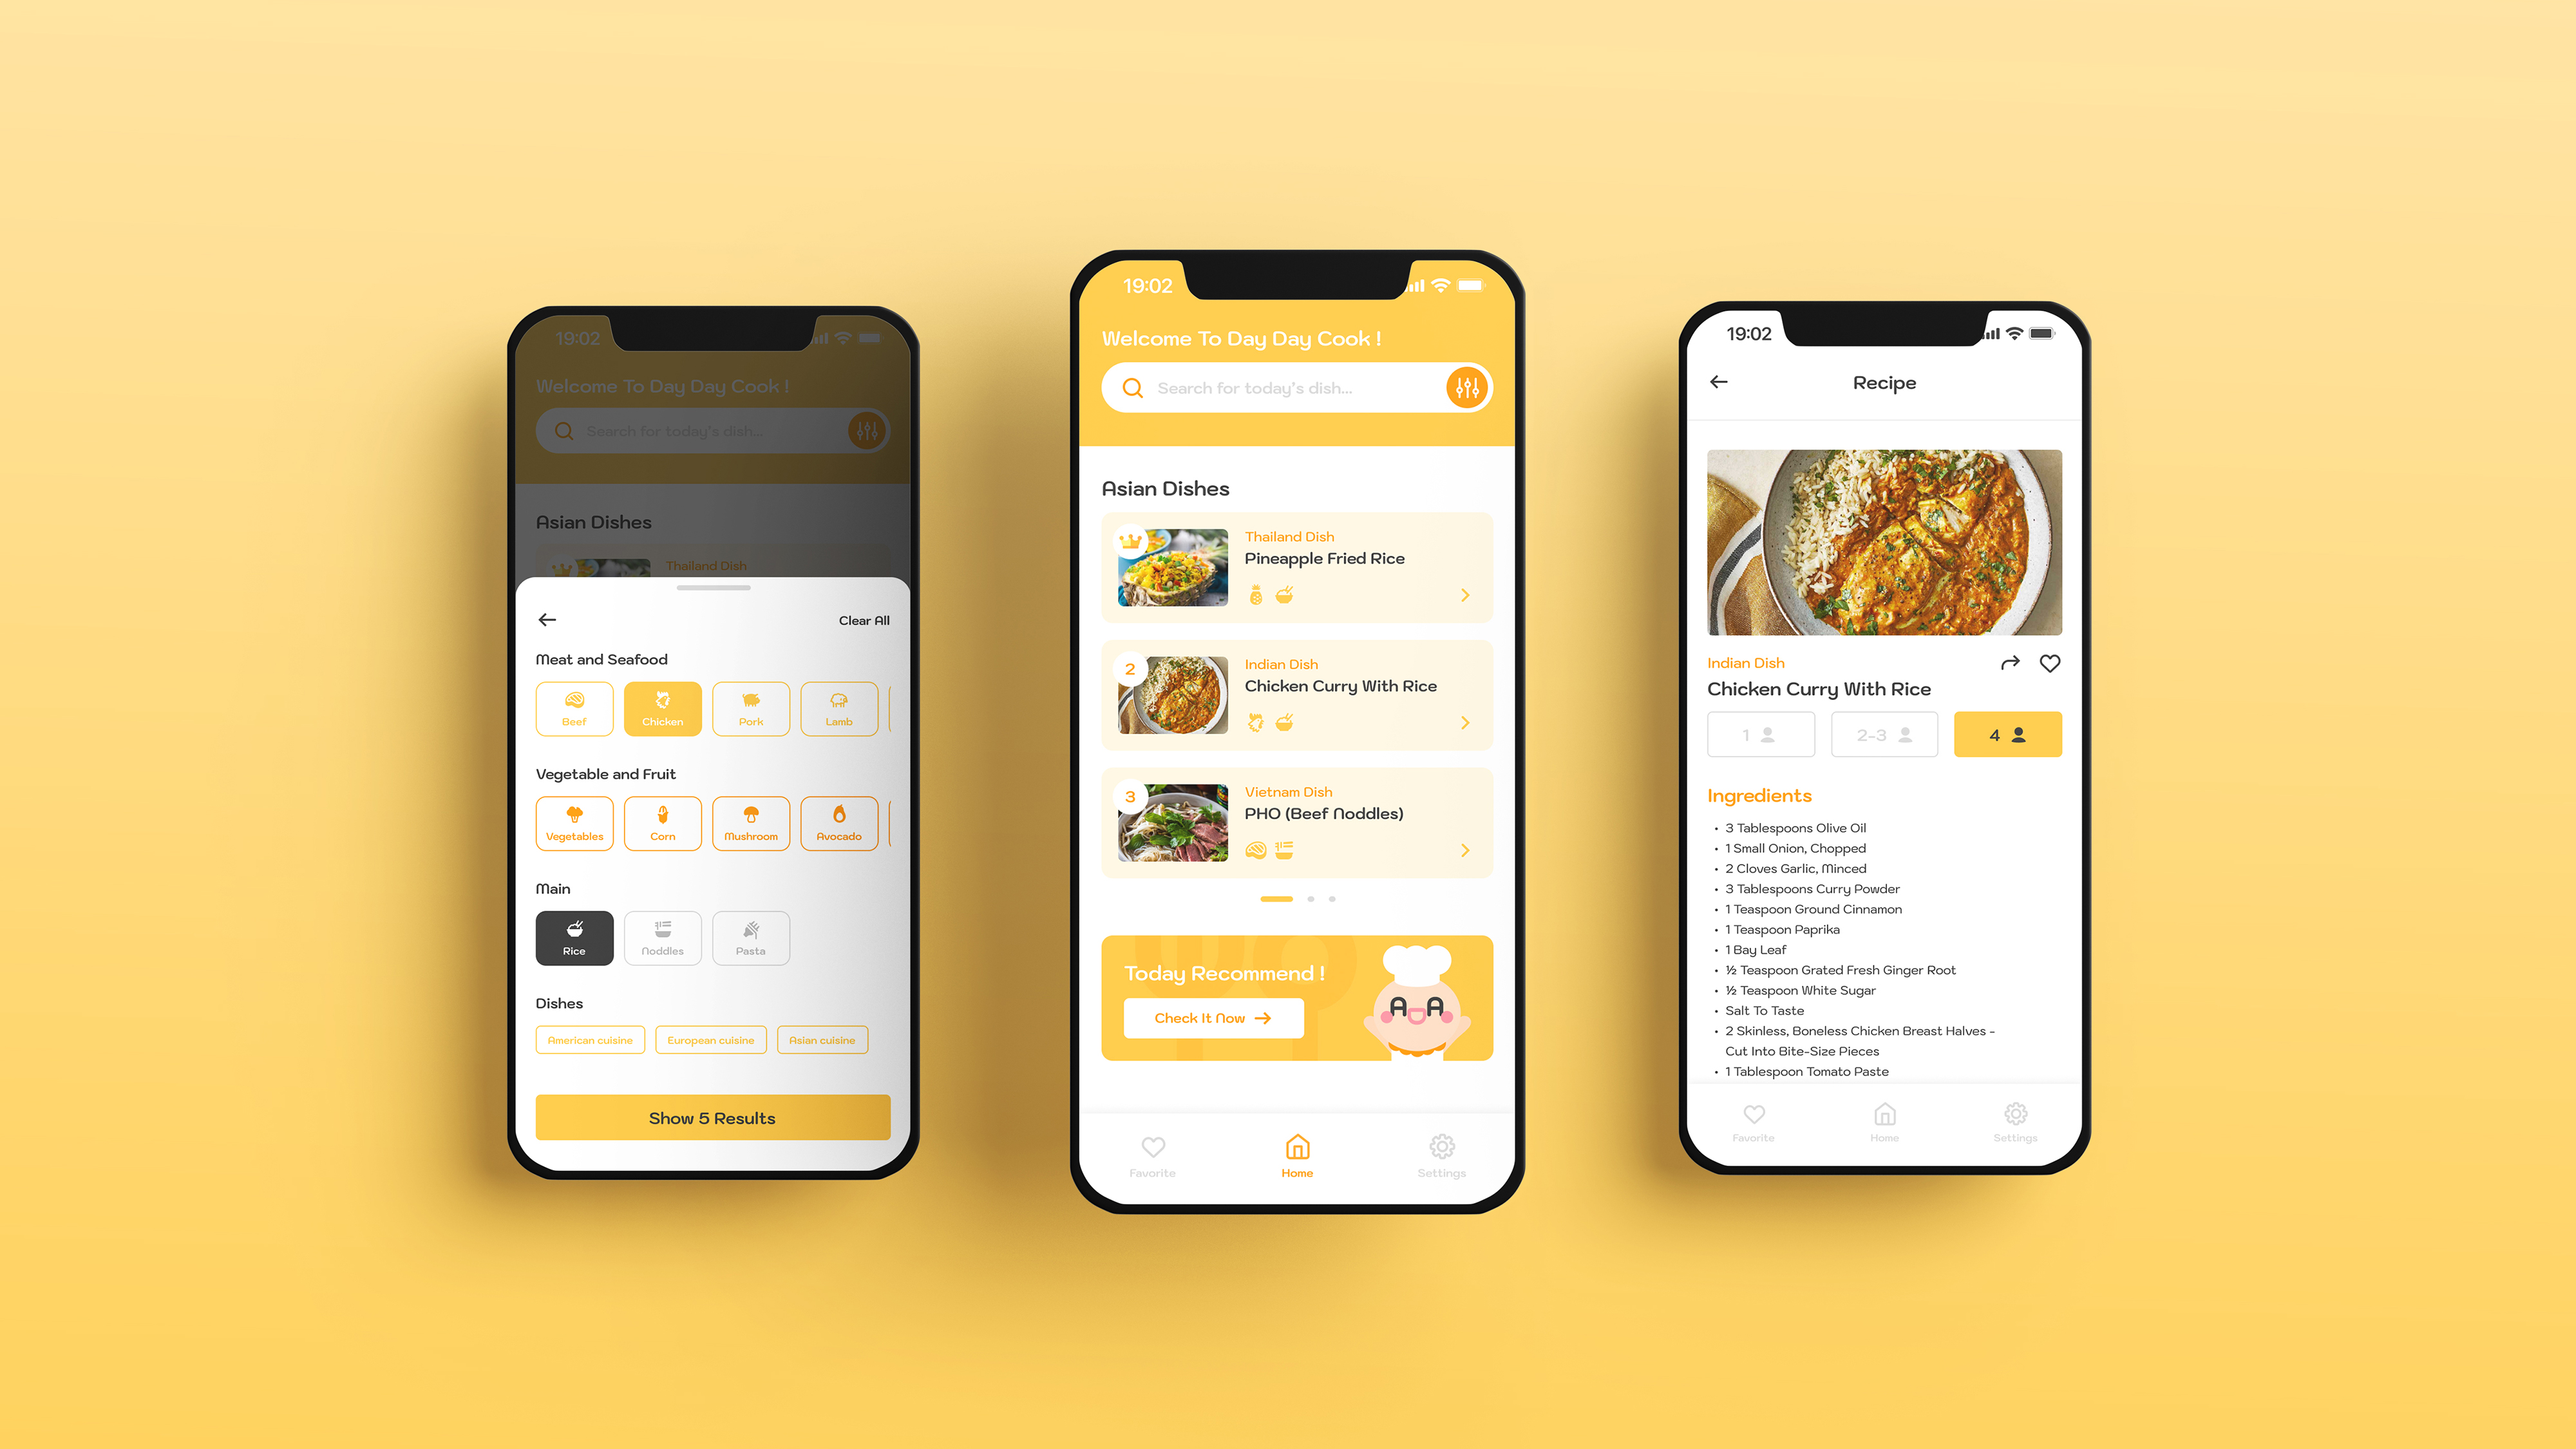 19:02
Welcome To Day Day Cook !
Search for today's dish...
Asian Dishes
Thailand Dish
Clear All
Meat and Seafood
Beef
Chicken
Pork
Lamb
Vegetable and Fruit
Vegetables
Corn
Mushroom
Avocado
Main
Rice
Noddles
Pasta
Dishes
American cuisine
European cuisine
Asian cuisine
Show 5 Results
19:02
Welcome To Day Day Cook !
Search for today's dish...
Asian Dishes
Thailand Dish
Pineapple Fried Rice
2
Indian Dish
Chicken Curry With Rice
3
Vietnam Dish
PHO (Beef Noddles)
Today Recommend !
Check It Now
Favorite
Home
Settings
19:02
Recipe
Indian Dish
Chicken Curry With Rice
1
2-3
4
Ingredients
• 3 Tablespoons Olive Oil
• 1 Small Onion, Chopped
• 2 Cloves Garlic, Minced
• 3 Tablespoons Curry Powder
• 1 Teaspoon Ground Cinnamon
• 1 Teaspoon Paprika
• 1 Bay Leaf
• ½ Teaspoon Grated Fresh Ginger Root
• ½ Teaspoon White Sugar
• Salt To Taste
• 2 Skinless, Boneless Chicken Breast Halves -
Cut Into Bite-Size Pieces
• 1 Tablespoon Tomato Paste
Favorite
Home
Settings